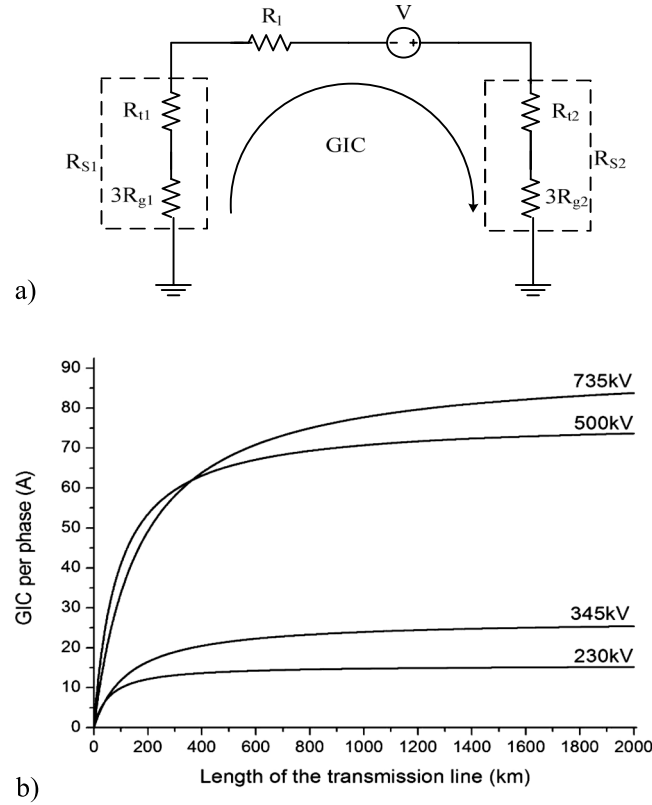 R₁ V
- +
Rt1 Rt2
RS1 GIC RS2
3Rg1 3Rg2
a)
90
735kV
80
500kV
70
60
50
40
30
345kV
20
230kV
10
0
GIC per phase (A)
0 200 400 600 800 1000 1200 1400 1600 1800 2000
Length of the transmission line (km)
b)